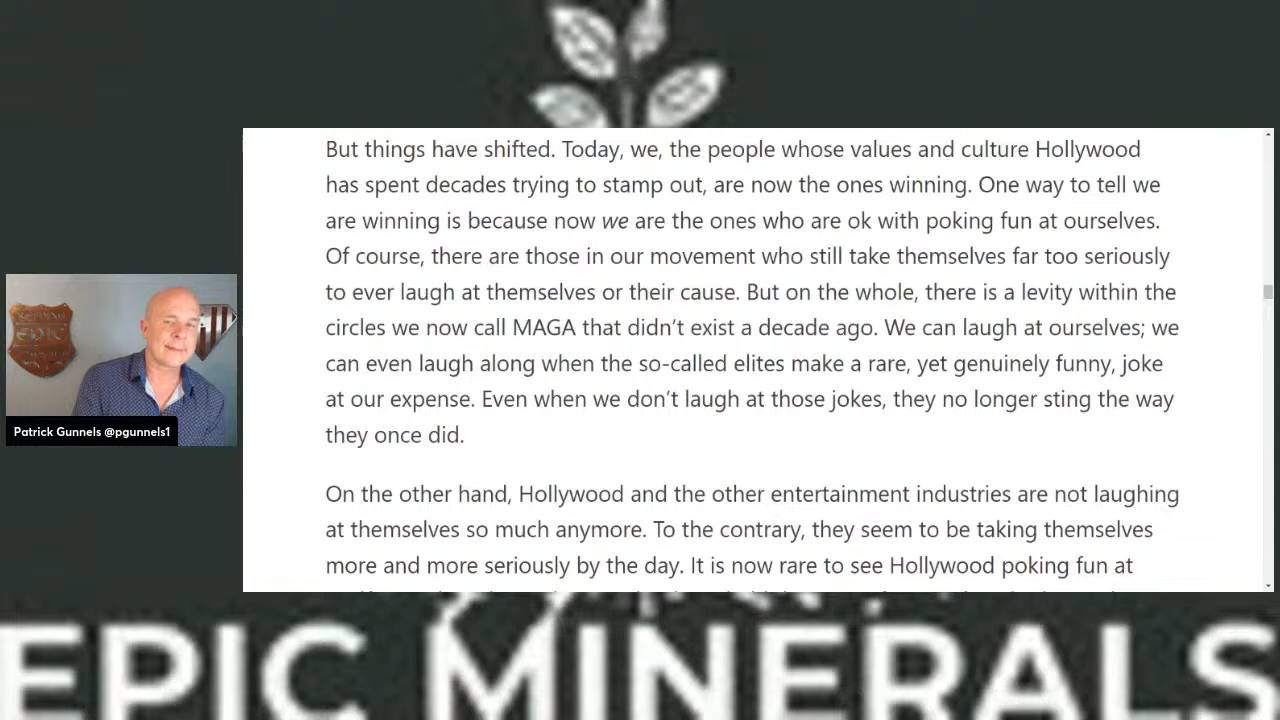 But things have shifted. Today, we, the people whose values and culture Hollywood
has spent decades trying to stamp out, are now the ones winning. One way to tell we
are winning is because now we are the ones who are ok with poking fun at ourselves.
Of course, there are those in our movement who still take themselves far too seriously
to ever laugh at themselves or their cause. But on the whole, there is a levity within the
circles we now call MAGA that didn’t exist a decade ago. We can laugh at ourselves; we
can even laugh along when the so-called elites make a rare, yet genuinely funny, joke
at our expense. Even when we don’t laugh at those jokes, they no longer sting the way
they once did.
On the other hand, Hollywood and the other entertainment industries are not laughing
at themselves so much anymore. To the contrary, they seem to be taking themselves
more and more seriously by the day. It is now rare to see Hollywood poking fun at
EPIC
Patrick Gunnels @pgunnels1
EPIC MINERALS